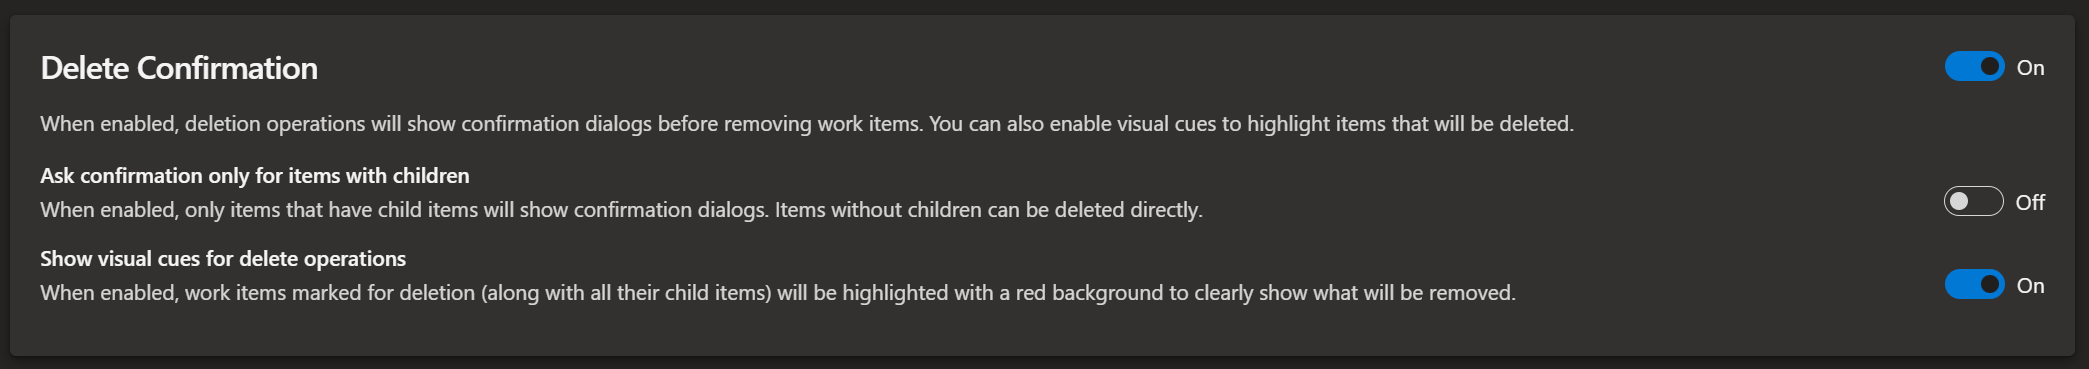 Delete Confirmation
On
When enabled, deletion operations will show confirmation dialogs before removing work items. You can also enable visual cues to highlight items that will be deleted.
Ask confirmation only for items with children
When enabled, only items that have child items will show confirmation dialogs. Items without children can be deleted directly.
Off
Show visual cues for delete operations
When enabled, work items marked for deletion (along with all their child items) will be highlighted with a red background to clearly show what will be removed.
On